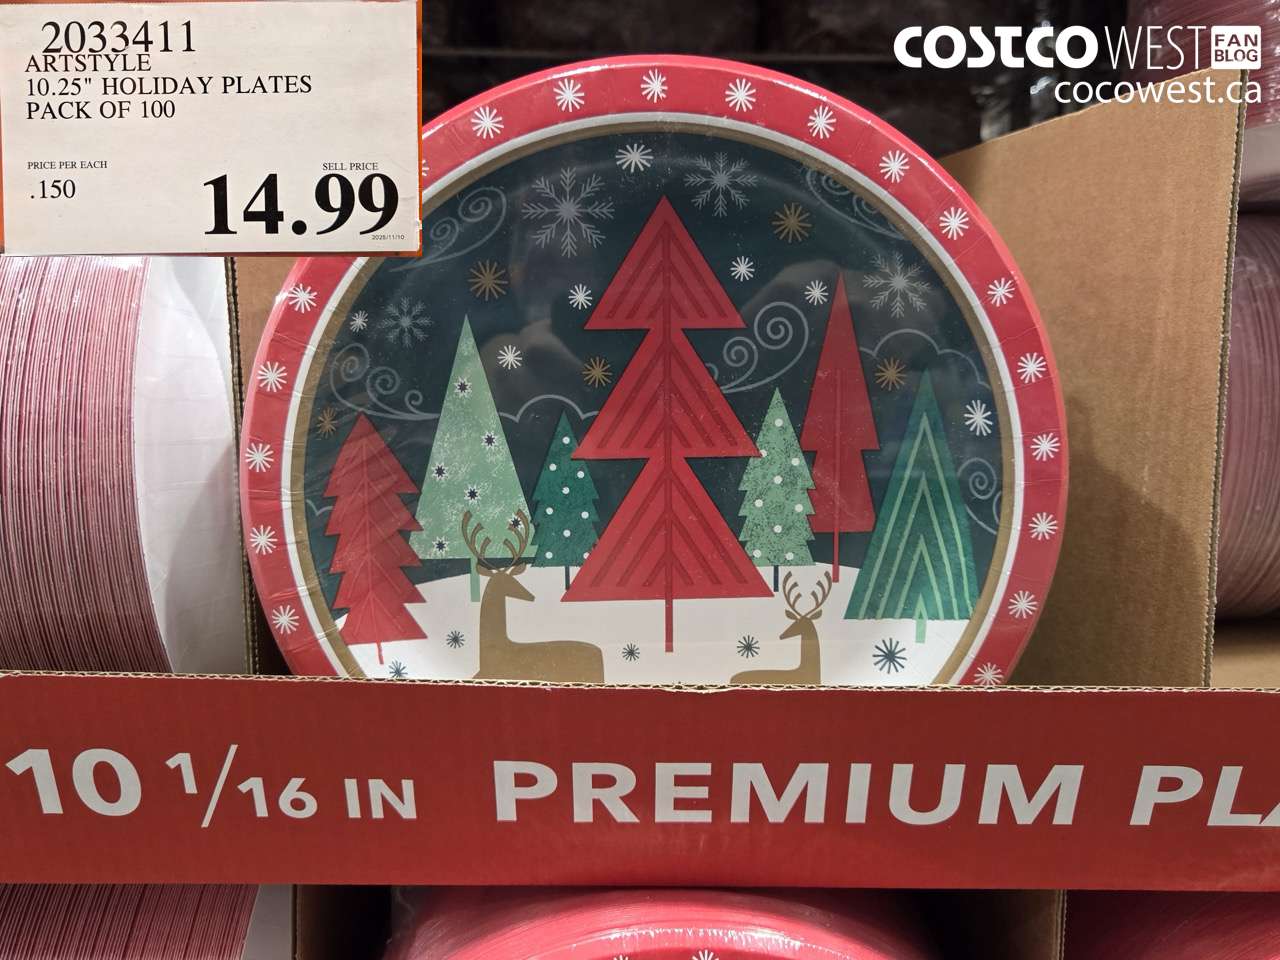 2033411
ARTSTYLE
10.25" HOLIDAY PLATES
PACK OF 100
PRICE PER EACH
.150
SELL PRICE
14.99
COSTCO WEST FAN BLOG
cocowest.ca
10 1/16 IN PREMIUM PLA